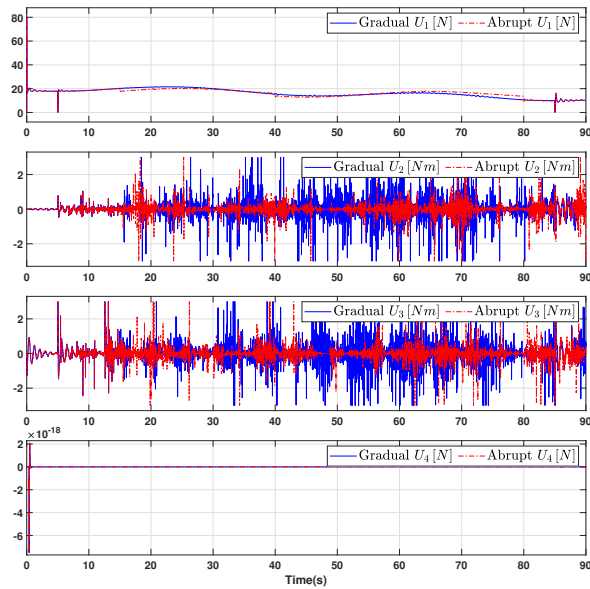 Gradual U₁ [N] Abrupt U₁ [N]
80
60
40
20
0
0 10 20 30 40 50 60 70 80 90
Gradual U₂ [Nm] Abrupt U₂ [Nm]
2
0
-2
0 10 20 30 40 50 60 70 80 90
Gradual U₃ [Nm] Abrupt U₃ [Nm]
2
0
-2
0 10 20 30 40 50 60 70 80 90
×10⁻¹⁸
Gradual U₄ [N] Abrupt U₄ [N]
2
0
-2
-4
-6
0 10 20 30 40 50 60 70 80 90
Time(s)